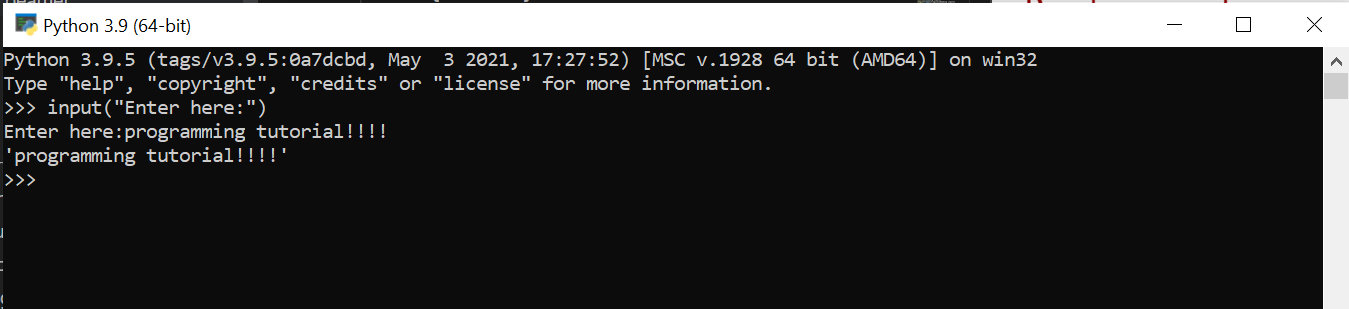 Python 3.9 (64-bit)
Python 3.9.5 (tags/v3.9.5:0a7dcbd, May  3 2021, 17:27:52) [MSC v.1928 64 bit (AMD64)] on win32
Type "help", "copyright", "credits" or "license" for more information.
>>> input("Enter here:")
Enter here:programming tutorial!!!!
'programming tutorial!!!!'
>>>